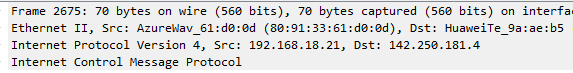 Frame 2675: 70 bytes on wire (560 bits), 70 bytes captured (560 bits) on interfac
Ethernet II, Src: AzureWav_61:d0:0d (80:91:33:61:d0:0d), Dst: HuaweiTe_9a:ae:b5
Internet Protocol Version 4, Src: 192.168.18.21, Dst: 142.250.181.4
Internet Control Message Protocol